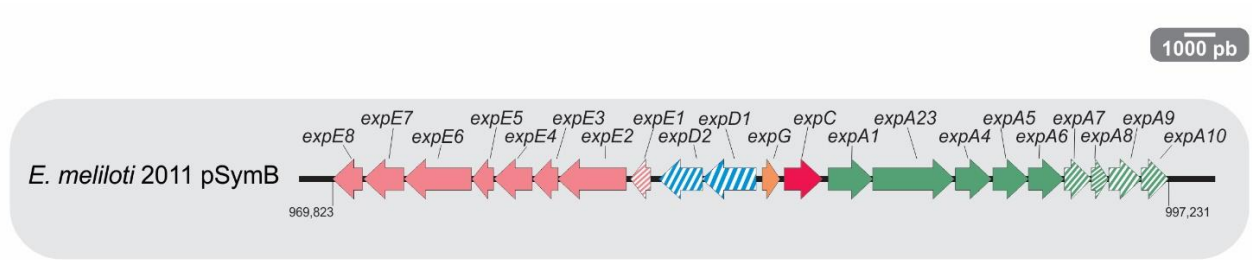 1000 pb
expE7 expE5 expE3 expE1 expD1 expC expA23 expA5 expA7 expA9
expE8 expE6 expE4 expE2 expD2 expG expA1 expA4 expA6 expA8 expA10
E. meliloti 2011 pSymB
969,823 997,231